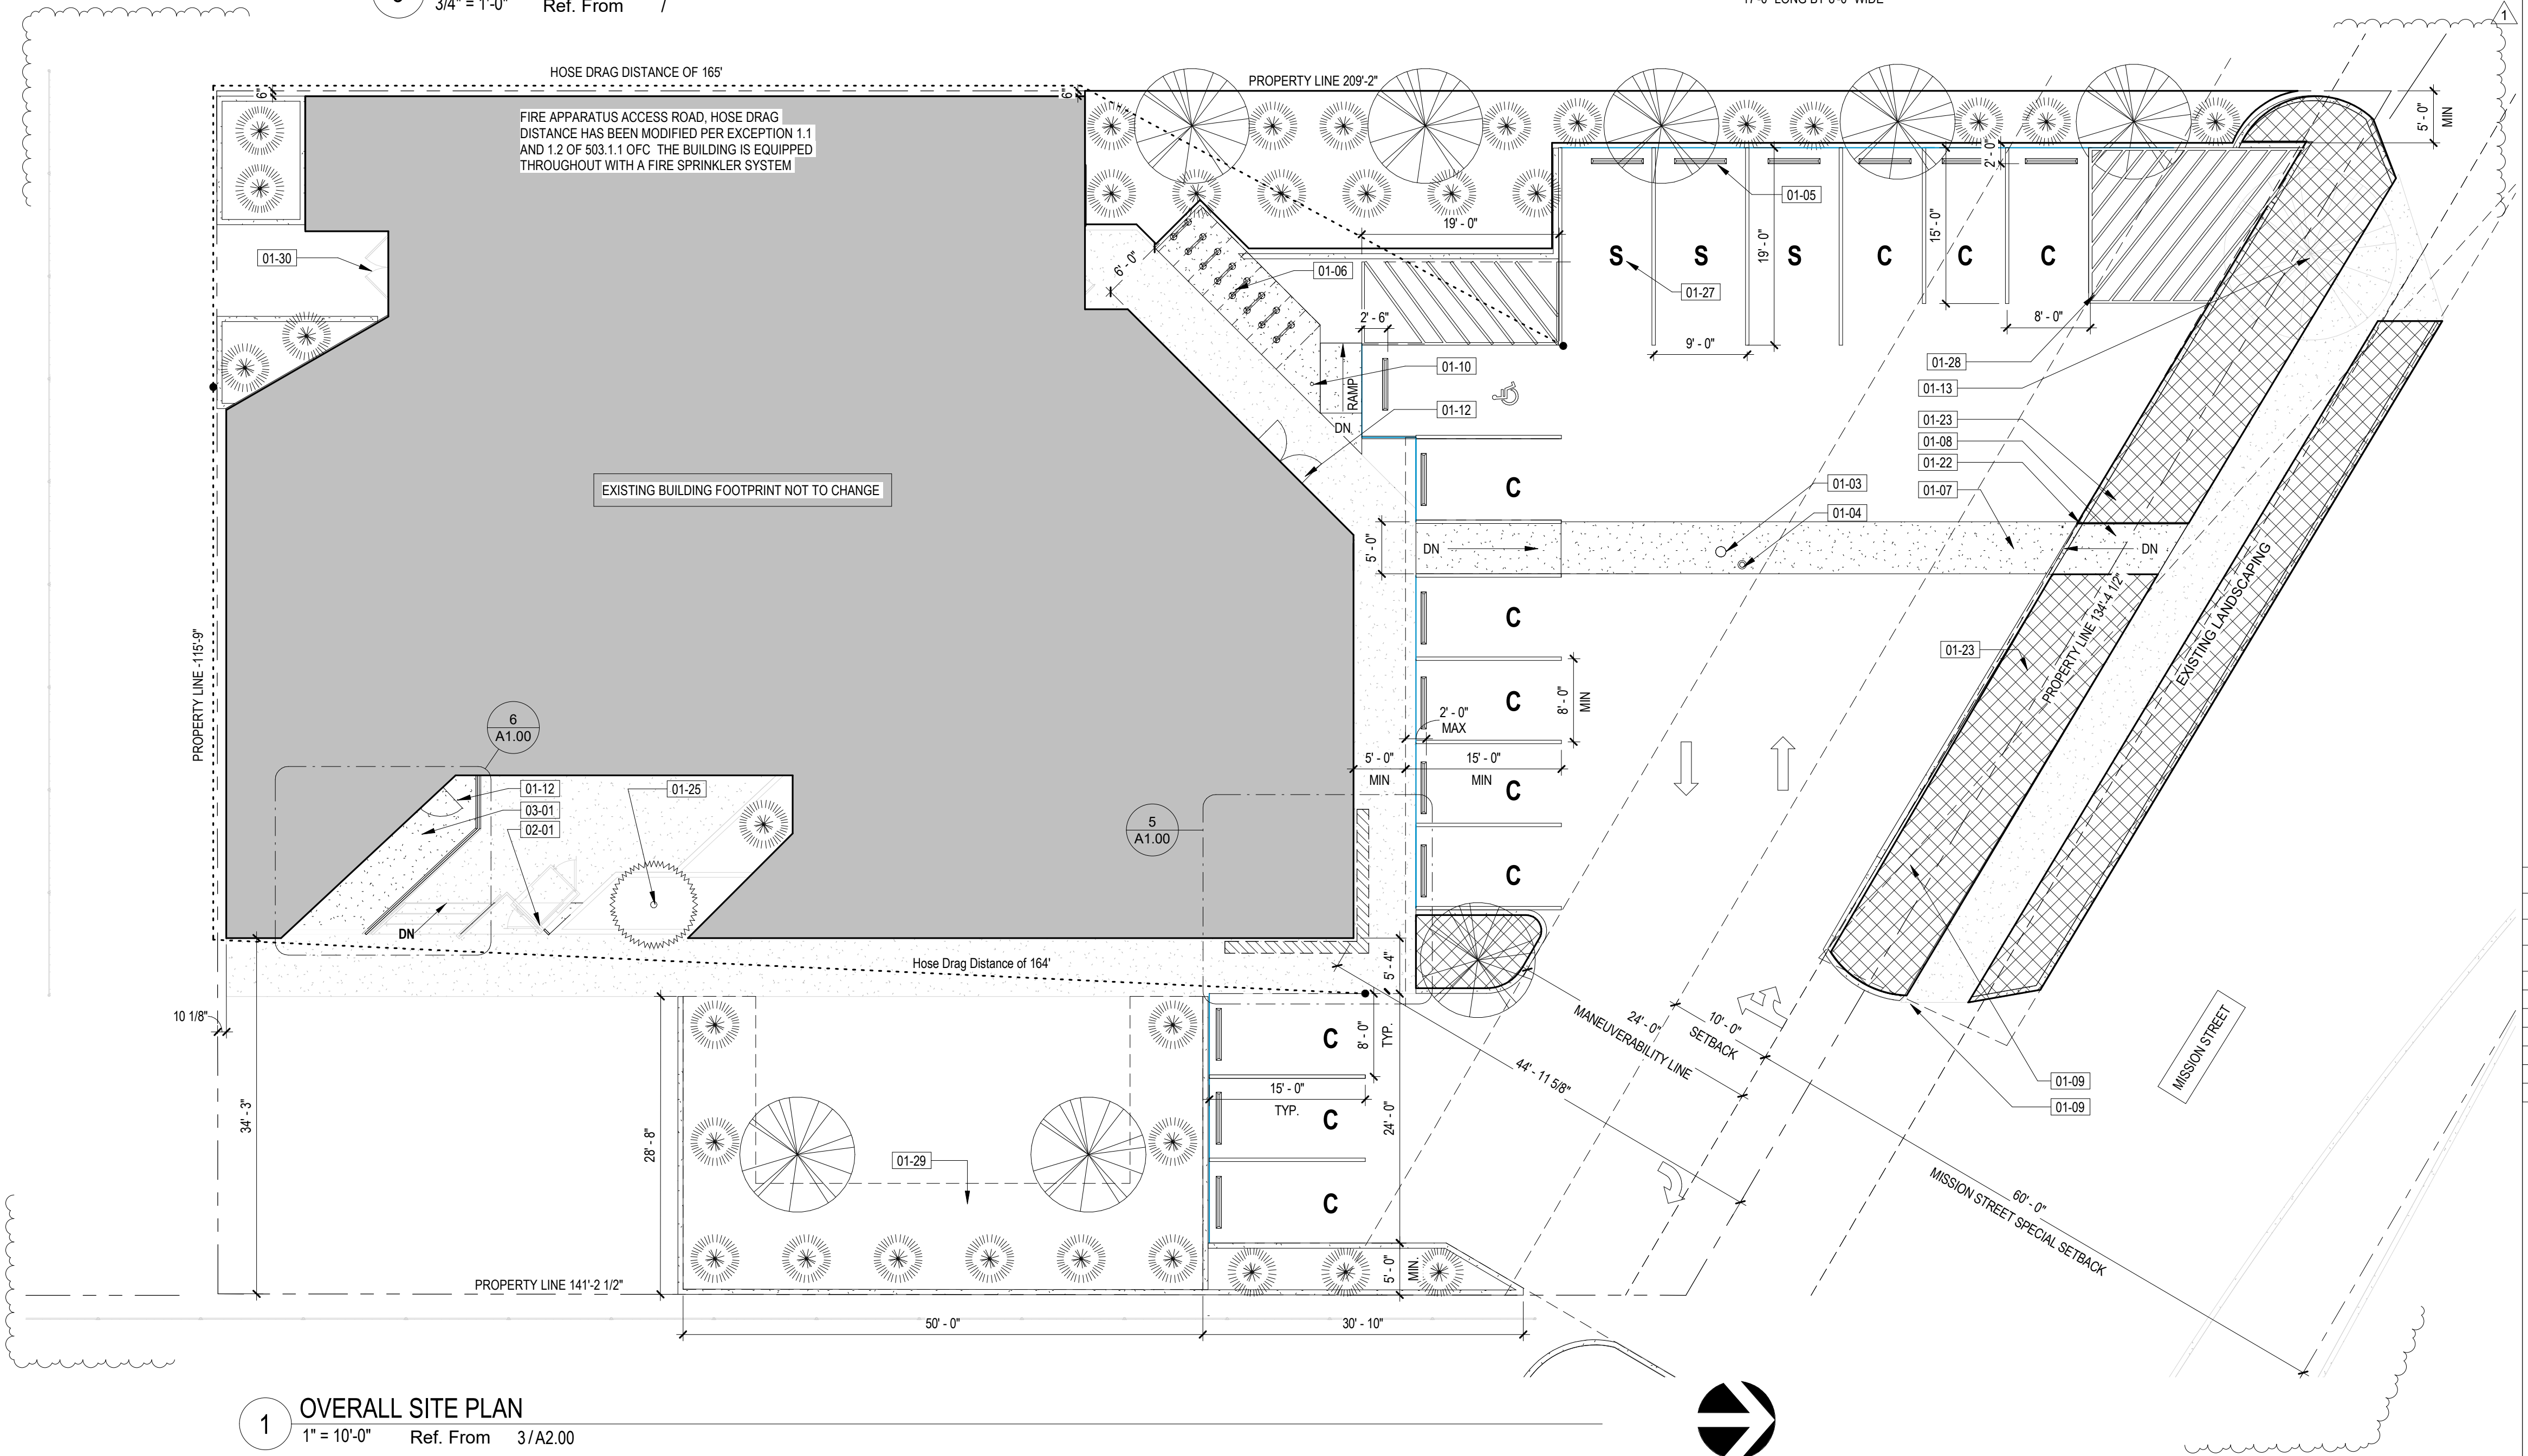 3/4" = 1'-0"
Ref. From
/
1
HOSE DRAG DISTANCE OF 165'
PROPERTY LINE 209'-2"
6"
6"
FIRE APPARATUS ACCESS ROAD, HOSE DRAG
DISTANCE HAS BEEN MODIFIED PER EXCEPTION 1.1
AND 1.2 OF 503.1.1 OFC THE BUILDING IS EQUIPPED
THROUGHOUT WITH A FIRE SPRINKLER SYSTEM
5' - 0"
MIN
2' - 0"
01-05
19' - 0"
15' - 0"
19' - 0"
S
S
S
C
C
C
01-30
6' - 0"
01-06
01-27
2' - 6"
8' - 0"
9' - 0"
01-28
01-10
01-13
RAMP
01-12
DN
01-23
01-08
01-22
01-07
EXISTING BUILDING FOOTPRINT NOT TO CHANGE
C
01-03
01-04
5' - 0"
DN
DN
PROPERTY LINE 134'-4 1/2"
EXISTING LANDSCAPING
C
01-23
PROPERTY LINE -115'-9"
6
A1.00
C
8' - 0"
MIN
2' - 0"
MAX
5' - 0"
MIN
15' - 0"
MIN
01-12
03-01
02-01
01-25
C
5
A1.00
C
DN
Hose Drag Distance of 164'
5' - 4"
10 1/8"
C
8' - 0"
TYP.
MANEUVERABILITY LINE
24' - 0"
10' - 0"
SETBACK
44' - 11 5/8"
MISSION STREET
01-09
01-09
15' - 0"
TYP.
C
24' - 0"
34' - 3"
28' - 8"
01-29
C
60' - 0"
MISSION STREET SPECIAL SETBACK
5' - 0"
MIN.
PROPERTY LINE 141'-2 1/2"
50' - 0"
30' - 10"
1
OVERALL SITE PLAN
1" = 10'-0"
Ref. From
3 / A2.00